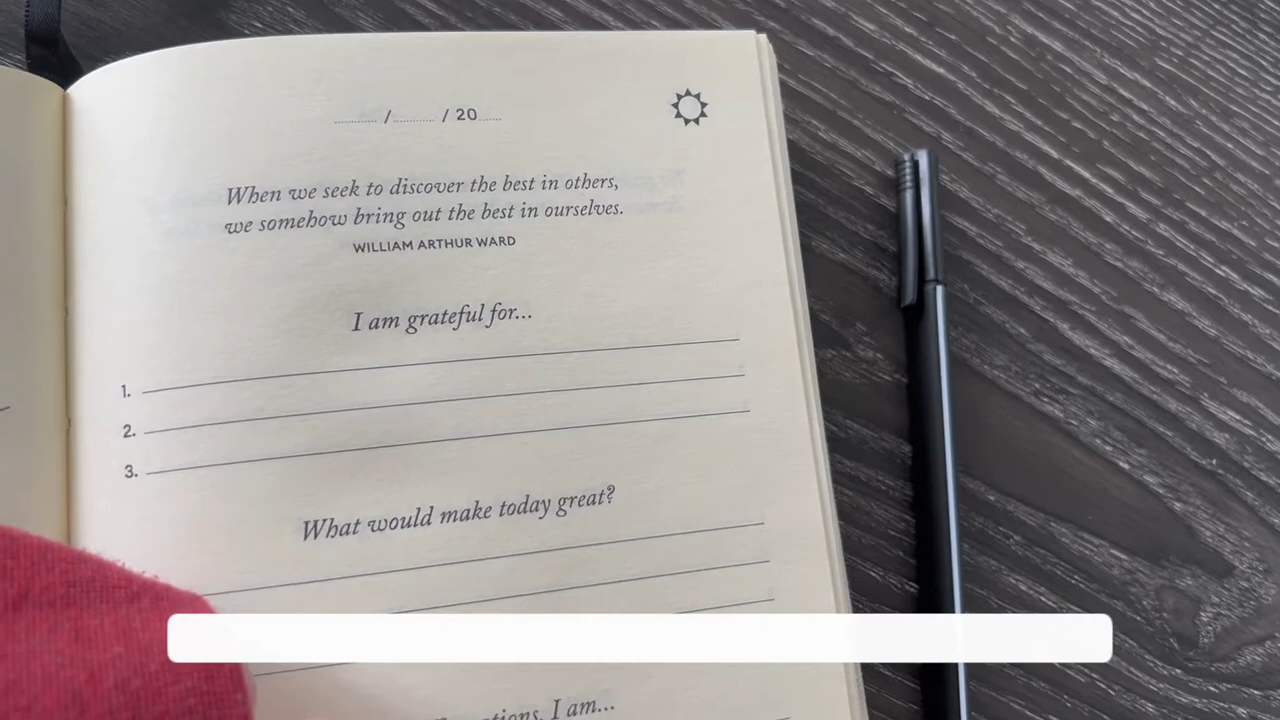 / / 20
When we seek to discover the best in others,
we somehow bring out the best in ourselves.
WILLIAM ARTHUR WARD
I am grateful for...
1.
2.
3.
What would make today great?
I am...